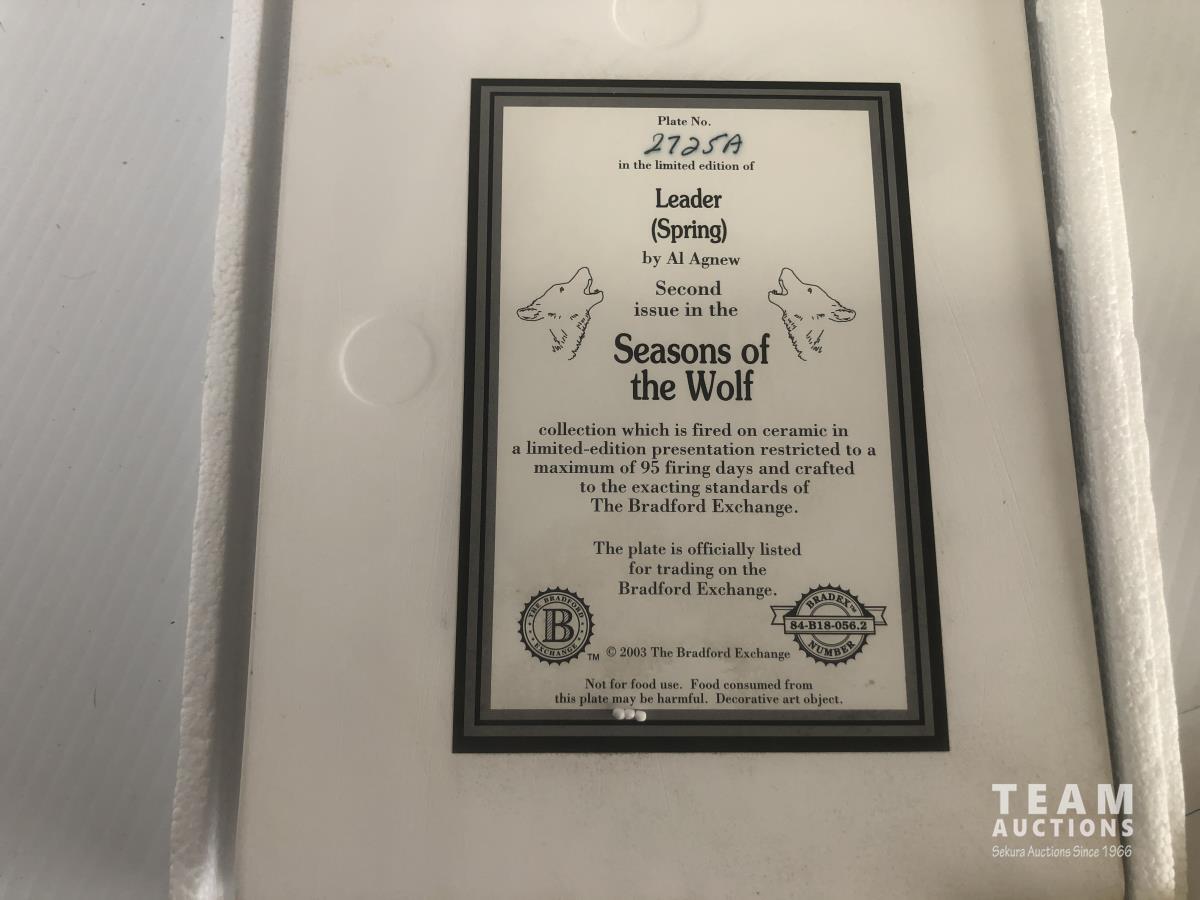 Plate No.
2725A
in the limited edition of
Leader
(Spring)
by Al Agnew
Second
issue in the
Seasons of
the Wolf
collection which is fired on ceramic in
a limited-edition presentation restricted to a
maximum of 95 firing days and crafted
to the exacting standards of
The Bradford Exchange.
The plate is officially listed
for trading on the
Bradford Exchange.
THE BRADFORD
B
EXCHANGE
TM
BRADEX™
84-B18-056.2
NUMBER
© 2003 The Bradford Exchange
Not for food use. Food consumed from
this plate may be harmful. Decorative art object.
TEAM
AUCTIONS
Sekura Auctions Since 1966